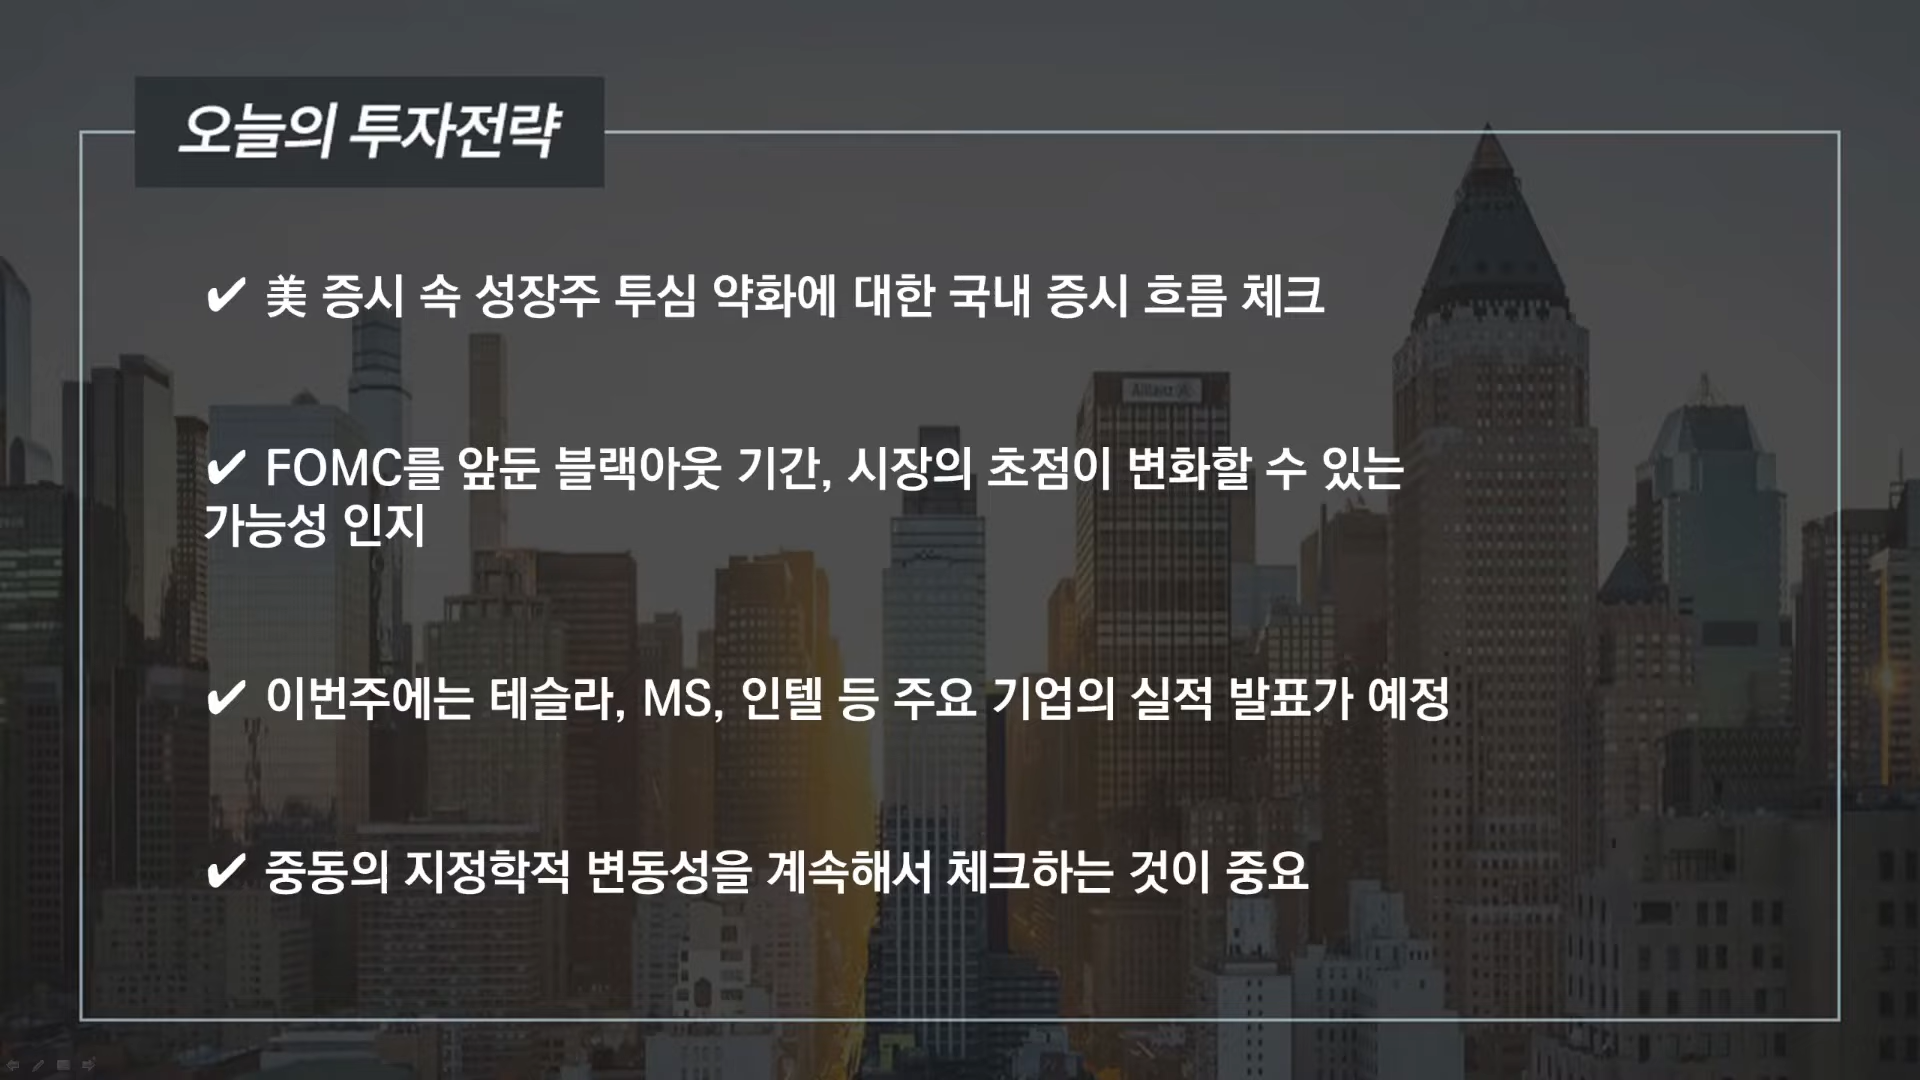 오늘의 투자전략
✔ 美 증시 속 성장주 투심 약화에 대한 국내 증시 흐름 체크
✔ FOMC를 앞둔 블랙아웃 기간, 시장의 초점이 변화할 수 있는
가능성 인지
Allianz
✔ 이번주에는 테슬라, MS, 인텔 등 주요 기업의 실적 발표가 예정
✔ 중동의 지정학적 변동성을 계속해서 체크하는 것이 중요